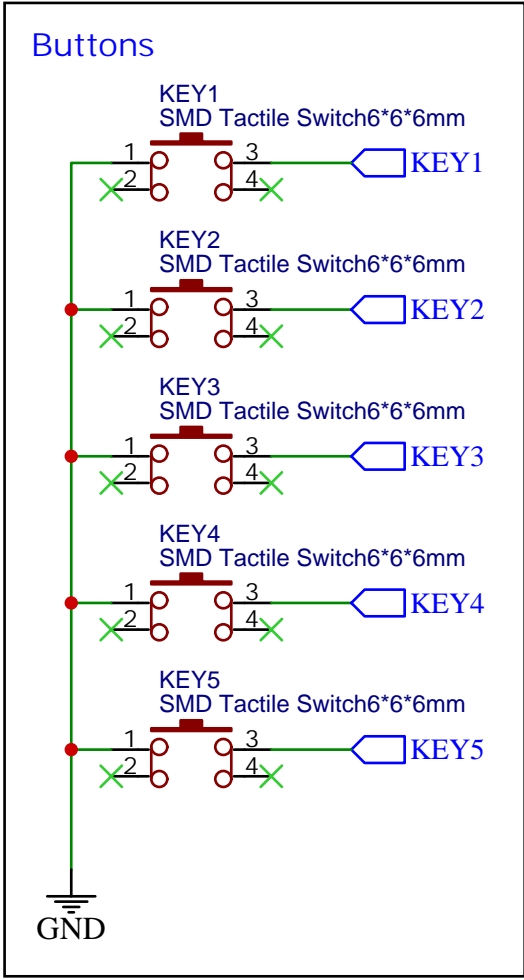 Buttons
KEY1
SMD Tactile Switch6*6*6mm
1 3 KEY1
2 4
KEY2
SMD Tactile Switch6*6*6mm
1 3 KEY2
2 4
KEY3
SMD Tactile Switch6*6*6mm
1 3 KEY3
2 4
KEY4
SMD Tactile Switch6*6*6mm
1 3 KEY4
2 4
KEY5
SMD Tactile Switch6*6*6mm
1 3 KEY5
2 4
GND